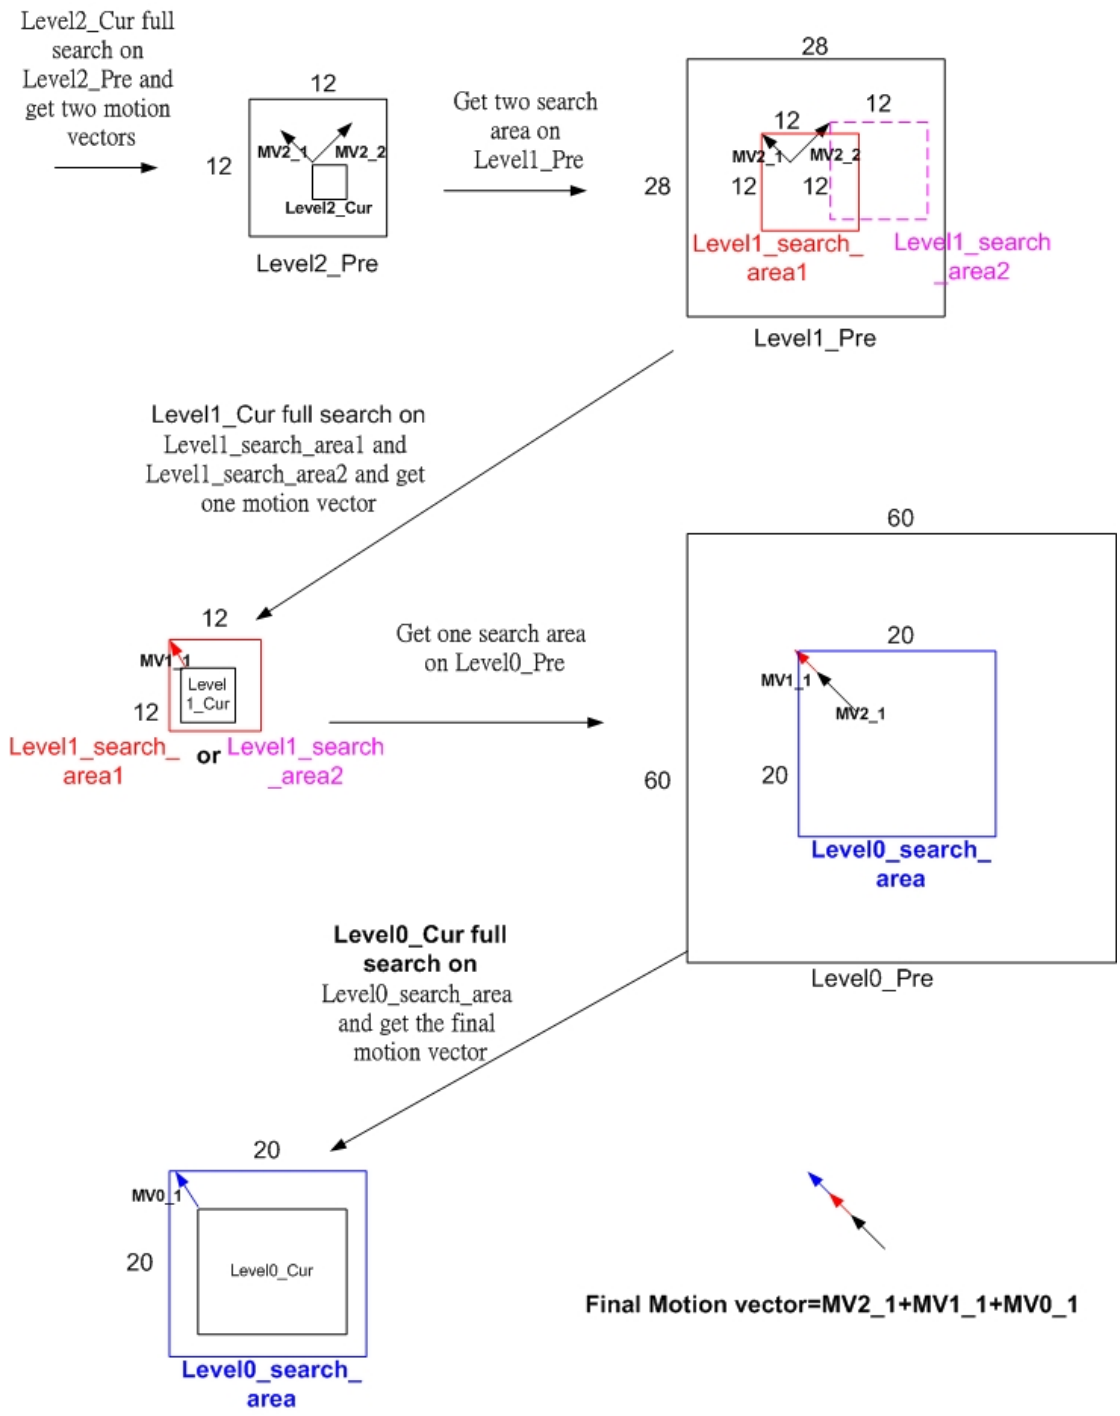 Level2_Cur full
search on
Level2_Pre and
get two motion
vectors
12
12
MV2_1
MV2_2
Level2_Cur
Level2_Pre
Get two search
area on
Level1_Pre
28
28
12
12
MV2_1
MV2_2
12
12
Level1_search_
area1
Level1_search
_area2
Level1_Pre
Level1_Cur full search on
Level1_search_area1 and
Level1_search_area2 and get
one motion vector
12
MV1_1
Level
1_Cur
12
Level1_search_
area1
or
Level1_search
_area2
Get one search area
on Level0_Pre
60
60
20
MV1_1
MV2_1
20
Level0_search_
area
Level0_Pre
Level0_Cur full
search on
Level0_search_area
and get the final
motion vector
20
MV0_1
20
Level0_Cur
Level0_search_
area
Final Motion vector=MV2_1+MV1_1+MV0_1